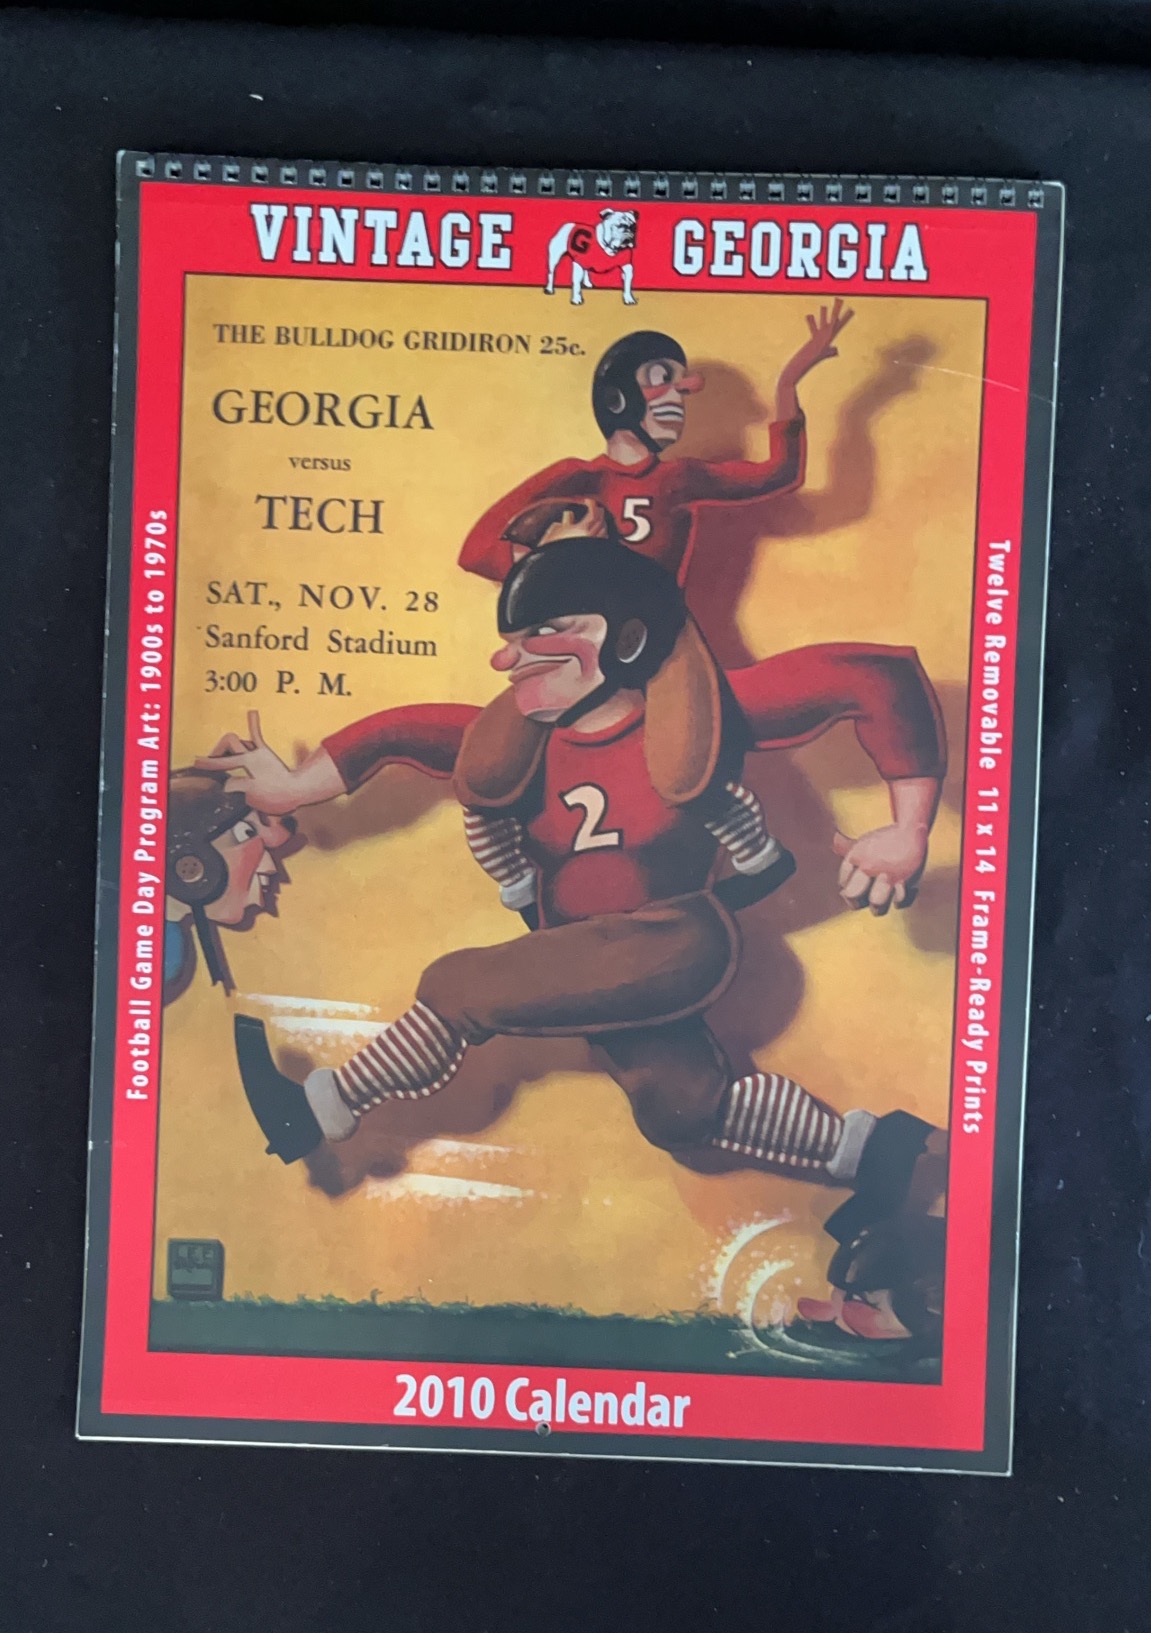 VINTAGE G GEORGIA
THE BULLDOG GRIDIRON 25c.
GEORGIA
versus
TECH
SAT., NOV. 28
Sanford Stadium
3:00 P. M.
5
2
Football Game Day Program Art: 1900s to 1970s
Twelve Removable 11 x 14 Frame-Ready Prints
2010 Calendar